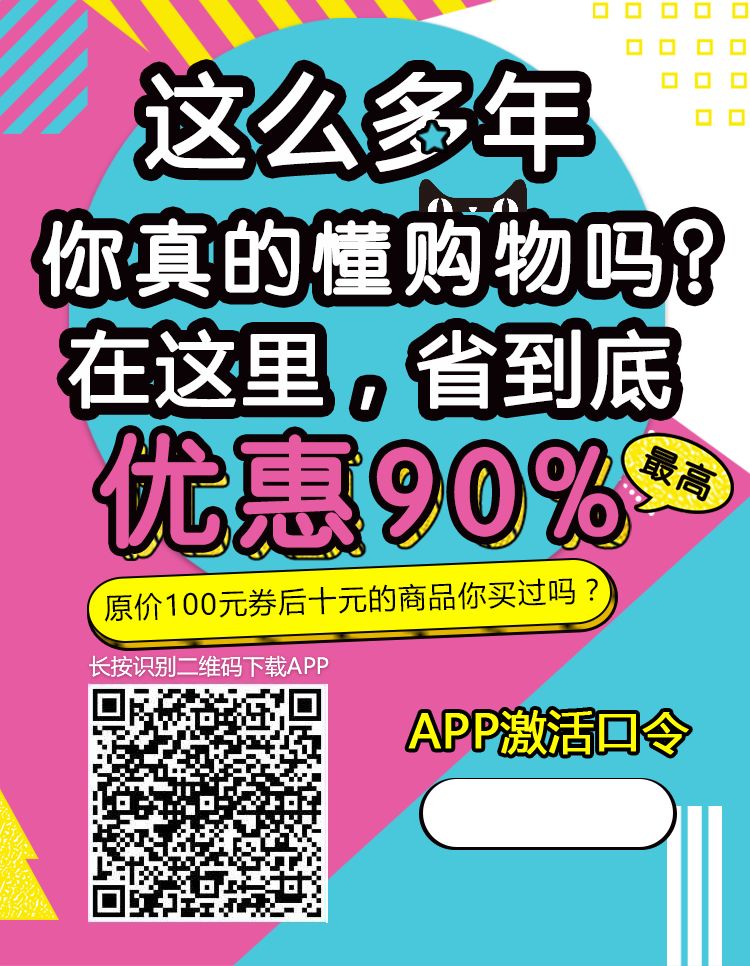 这么多年
你真的懂购物吗?
在这里，省到底
优惠90%
最高
原价100元券后十元的商品你买过吗？
长按识别二维码下载APP
APP激活口令